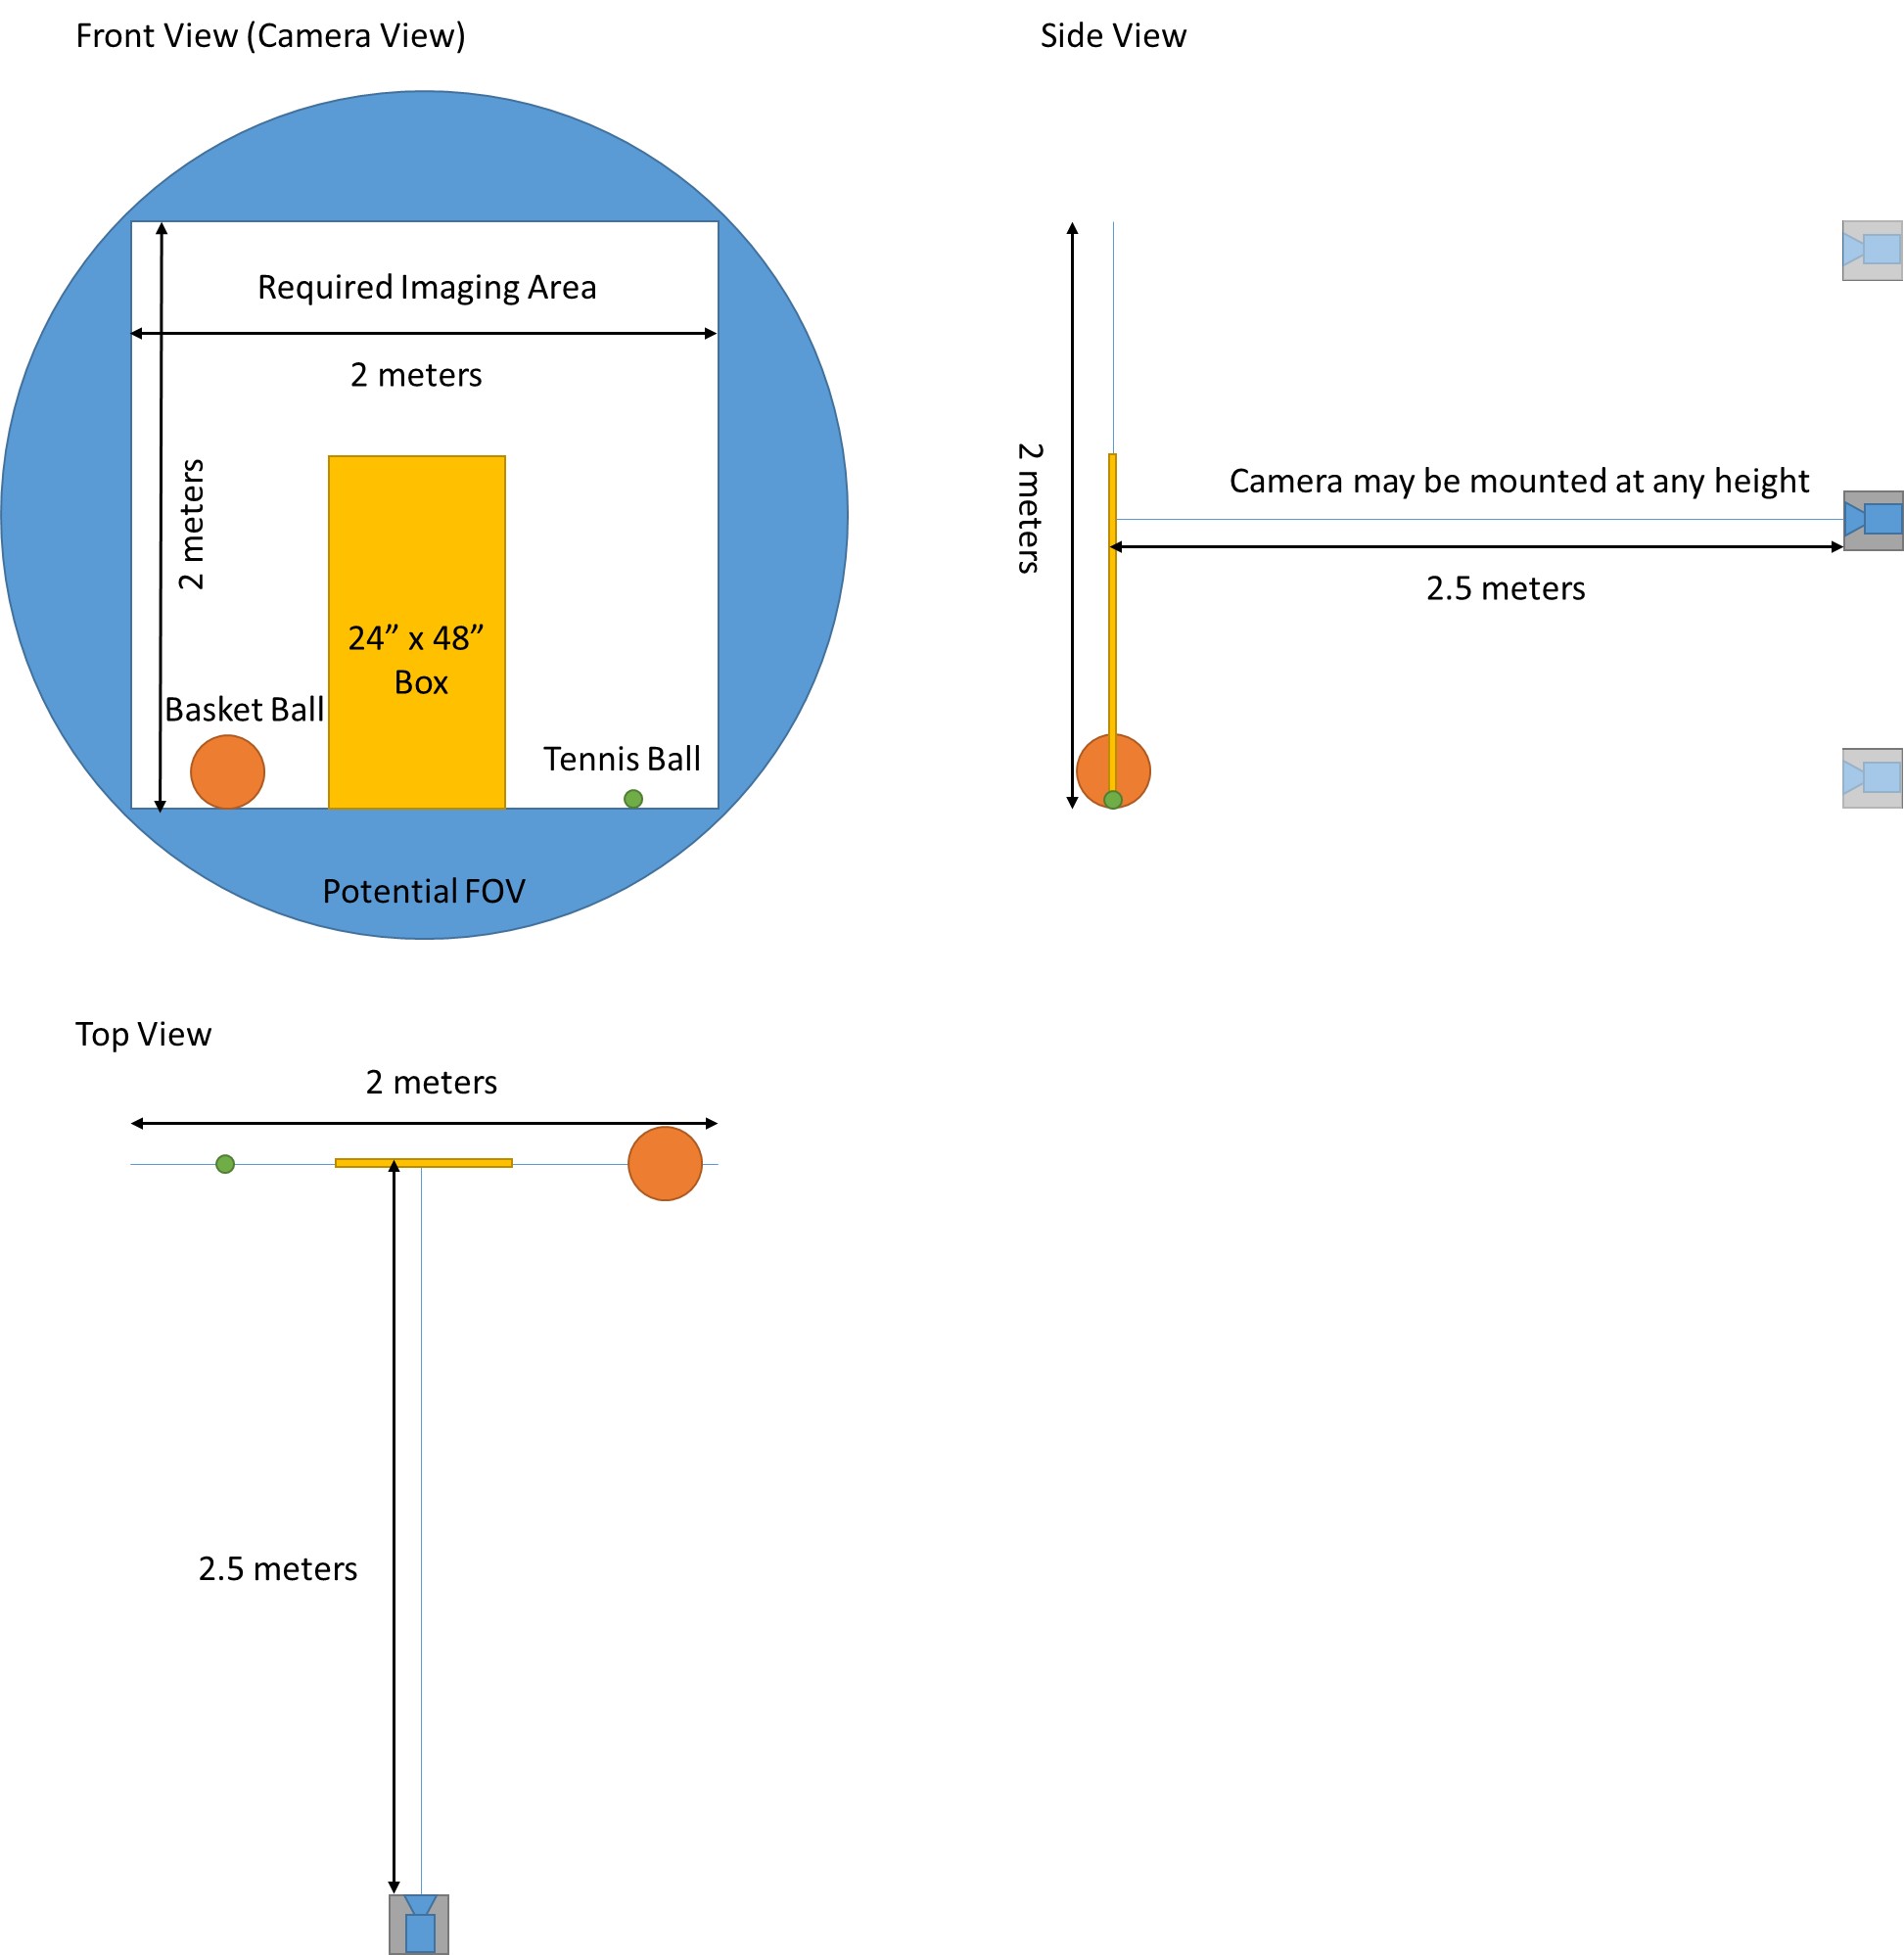 Front View (Camera View)
Side View
Required Imaging Area
2 meters
2 meters
24” x 48”
Box
Basket Ball
Tennis Ball
Potential FOV
2 meters
Camera may be mounted at any height
2.5 meters
Top View
2 meters
2.5 meters